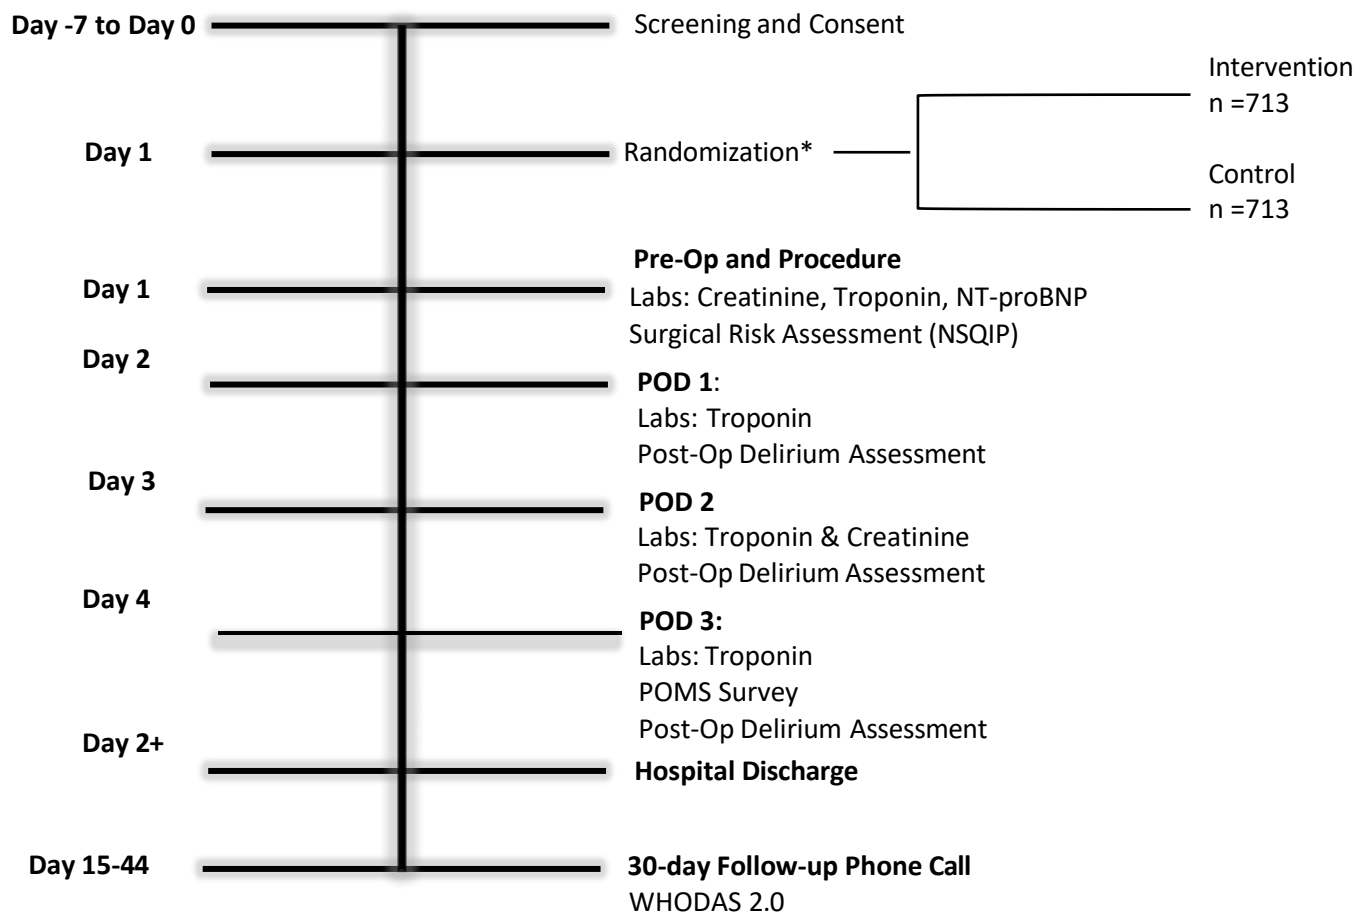 Day -7 to Day 0
Screening and Consent
Intervention
n =713
Day 1
Randomization*
Control
n =713
Pre-Op and Procedure
Day 1
Labs: Creatinine, Troponin, NT-proBNP
Surgical Risk Assessment (NSQIP)
Day 2
POD 1:
Labs: Troponin
Post-Op Delirium Assessment
Day 3
POD 2
Labs: Troponin & Creatinine
Post-Op Delirium Assessment
Day 4
POD 3:
Labs: Troponin
POMS Survey
Post-Op Delirium Assessment
Day 2+
Hospital Discharge
Day 15-44
30-day Follow-up Phone Call
WHODAS 2.0